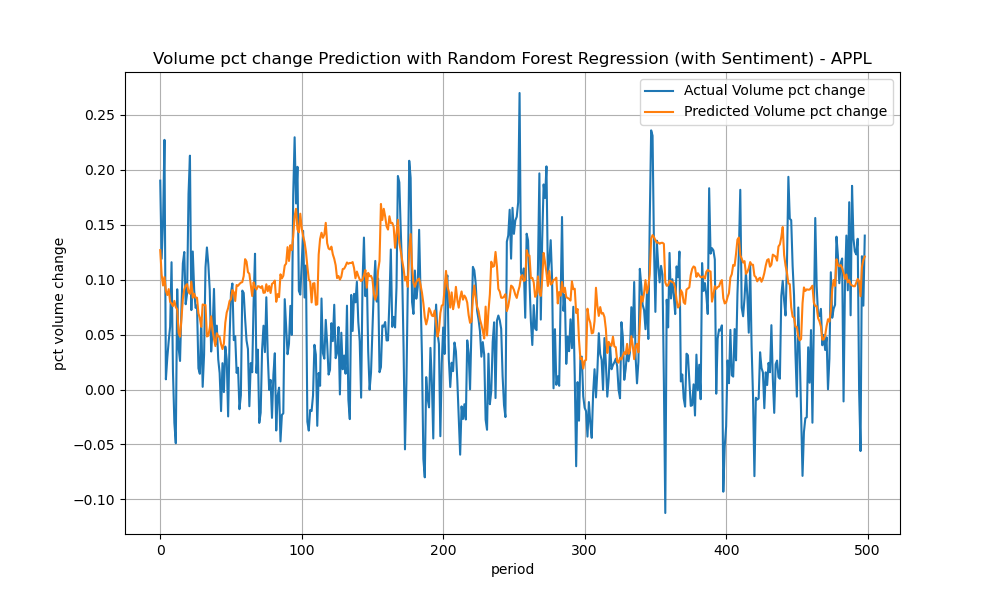 Volume pct change Prediction with Random Forest Regression (with Sentiment) - APPL
Actual Volume pct change
Predicted Volume pct change
pct volume change
0.25
0.20
0.15
0.10
0.05
0.00
−0.05
−0.10
0 100 200 300 400 500
period